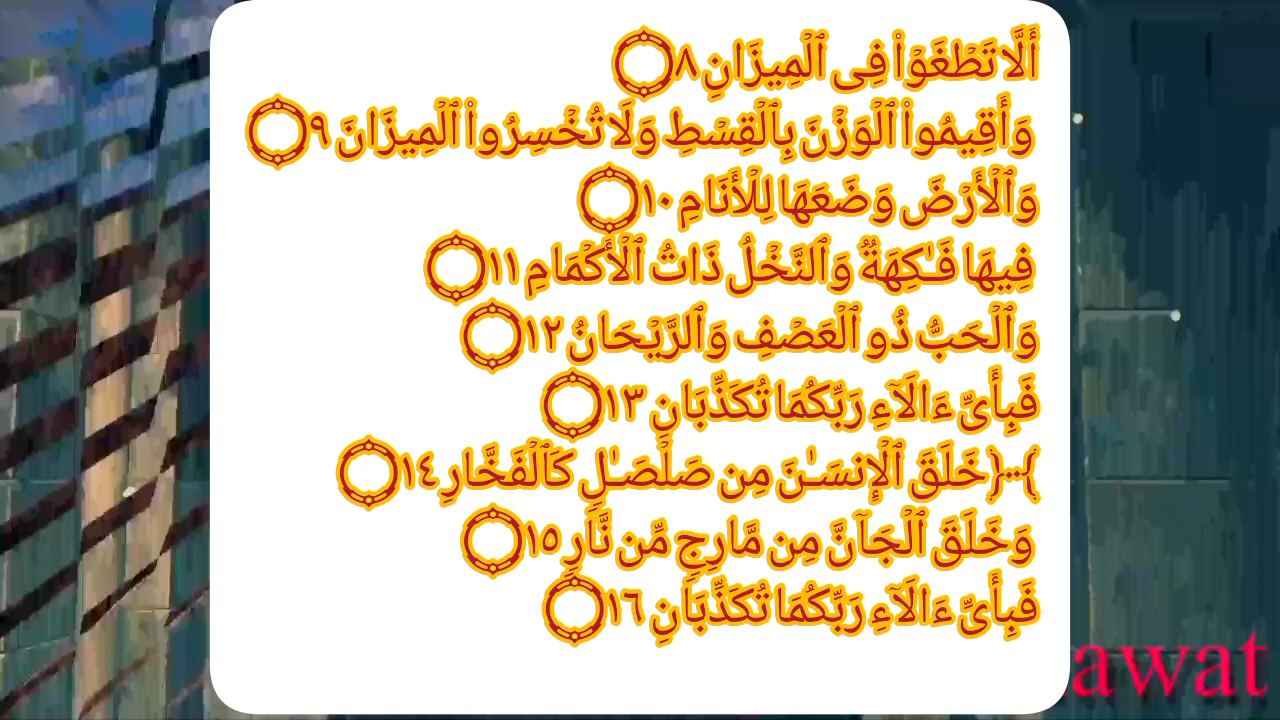 أَلَّا تَطْغَوْا۟ فِى ٱلْمِيزَانِ ٨۝
وَأَقِيمُوا۟ ٱلْوَزْنَ بِٱلْقِسْطِ وَلَا تُخْسِرُوا۟ ٱلْمِيزَانَ ٩۝
وَٱلْأَرْضَ وَضَعَهَا لِلْأَنَامِ ١٠۝
فِيهَا فَـٰكِهَةٌ وَٱلنَّخْلُ ذَاتُ ٱلْأَكْمَامِ ١١۝
وَٱلْحَبُّ ذُو ٱلْعَصْفِ وَٱلرَّيْحَانُ ١٢۝
فَبِأَىِّ ءَالَآءِ رَبِّكُمَا تُكَذِّبَانِ ١٣۝
﴿...﴾خَلَقَ ٱلْإِنسَـٰنَ مِن صَلْصَـٰلٍ كَٱلْفَخَّارِ ١٤۝
وَخَلَقَ ٱلْجَآنَّ مِن مَّارِجٍ مِّن نَّارٍ ١٥۝
فَبِأَىِّ ءَالَآءِ رَبِّكُمَا تُكَذِّبَانِ ١٦۝
awat